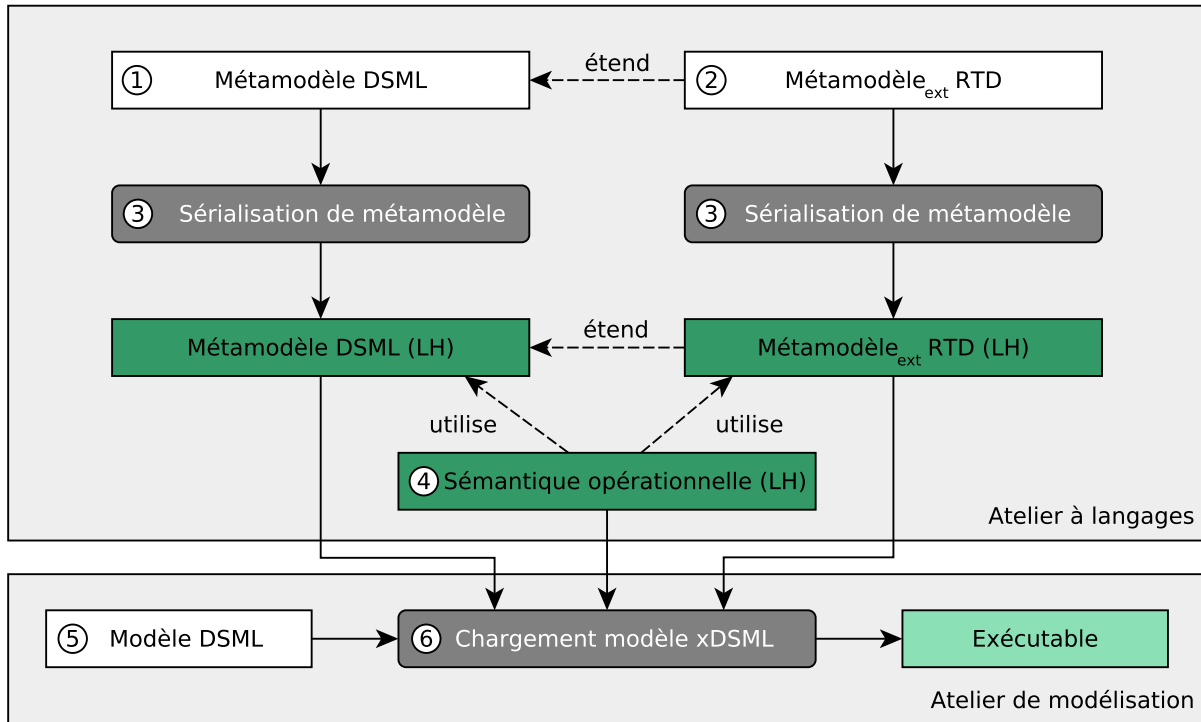 ① Métamodèle DSML
étend
② Métamodèle_ext RTD
③ Sérialisation de métamodèle
③ Sérialisation de métamodèle
Métamodèle DSML (LH)
étend
Métamodèle_ext RTD (LH)
utilise
utilise
④ Sémantique opérationnelle (LH)
Atelier à langages
⑤ Modèle DSML
⑥ Chargement modèle xDSML
Exécutable
Atelier de modélisation